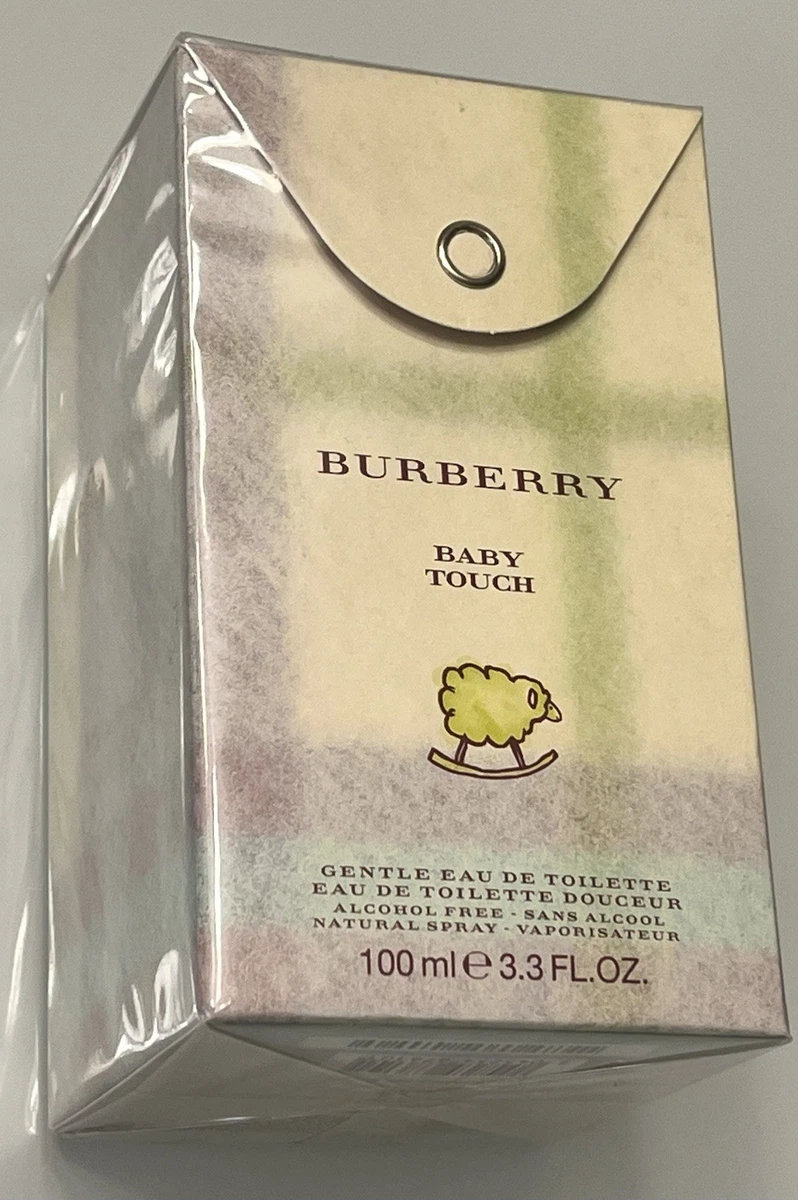 BURBERRY
BABY
TOUCH
GENTLE EAU DE TOILETTE
EAU DE TOILETTE DOUCEUR
ALCOHOL FREE - SANS ALCOOL
NATURAL SPRAY - VAPORISATEUR
100 ml ℮ 3.3 FL.OZ.